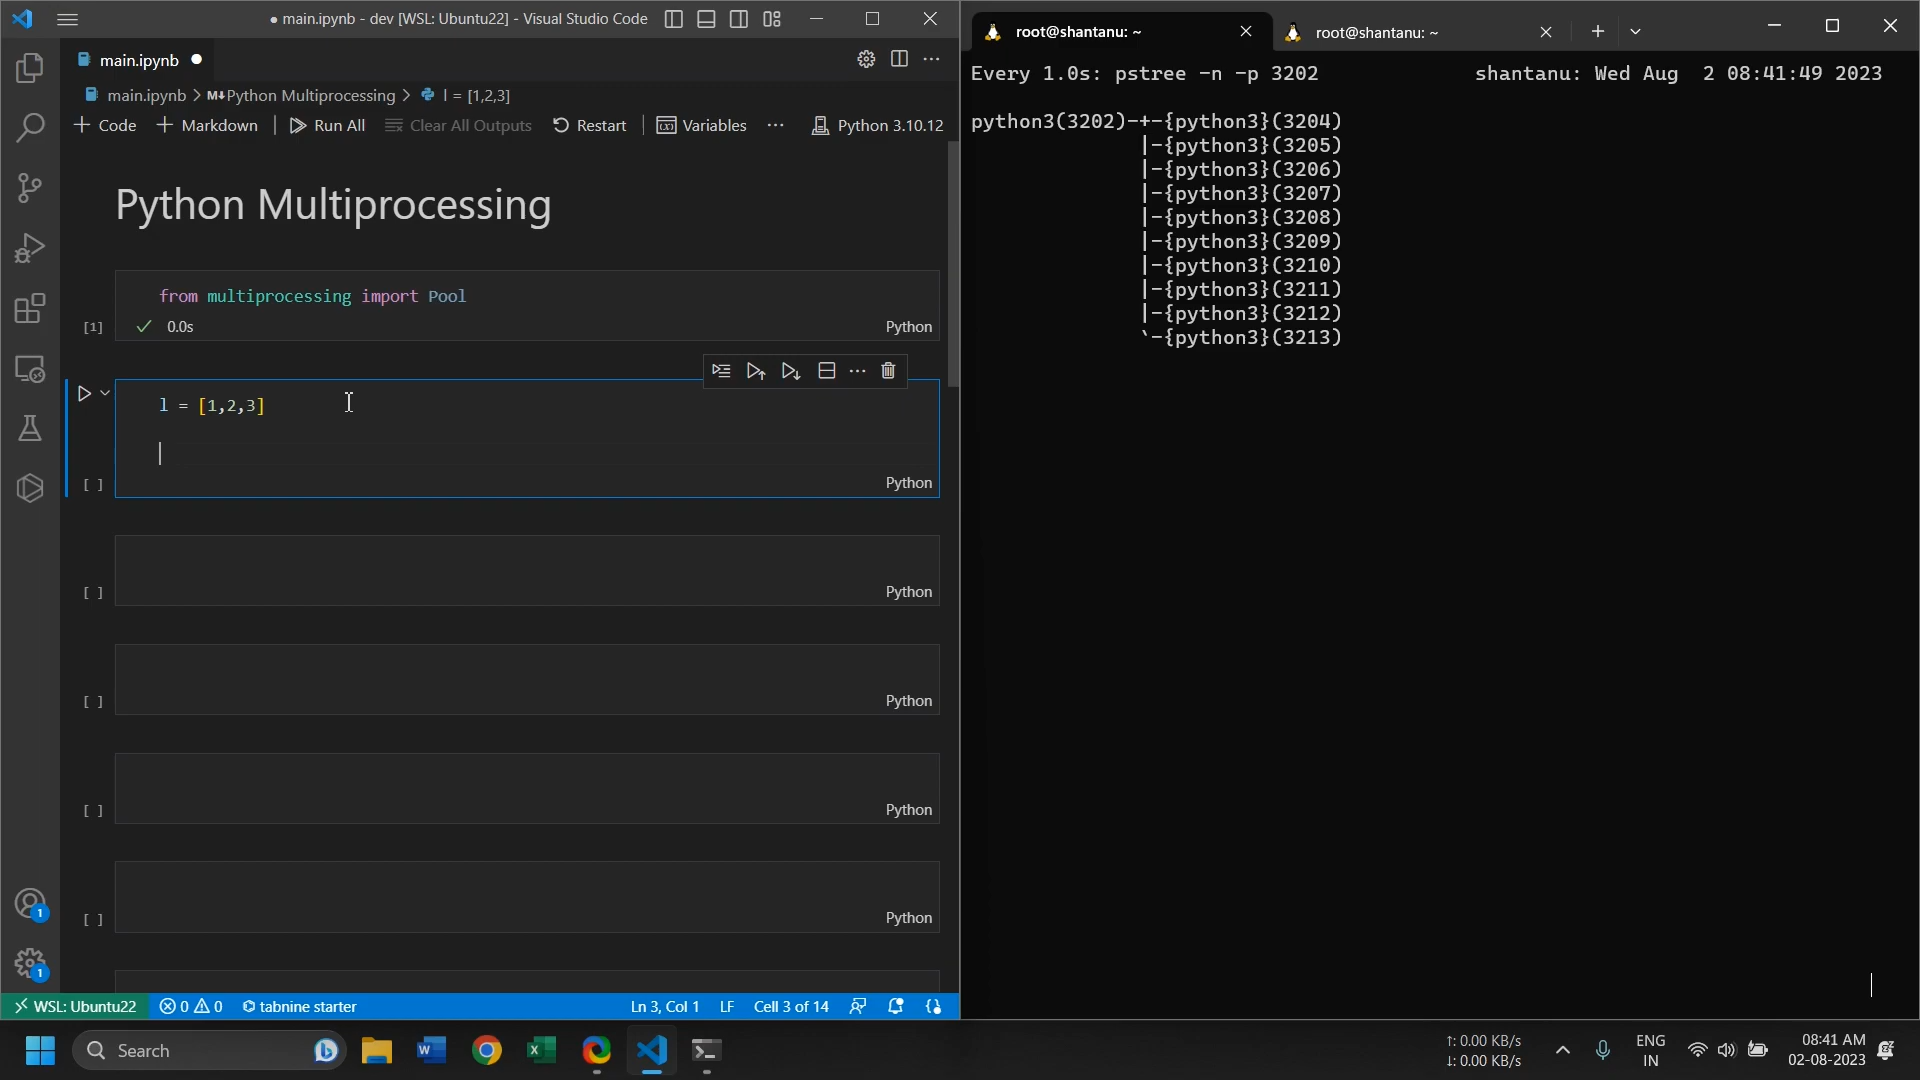 ● main.ipynb - dev [WSL: Ubuntu22] - Visual Studio Code
main.ipynb ●
main.ipynb > M↓Python Multiprocessing > l = [1,2,3]
+ Code + Markdown Run All Clear All Outputs Restart Variables ··· Python 3.10.12
Python Multiprocessing
from multiprocessing import Pool
[1] ✓ 0.0s Python
l = [1,2,3]
[ ] Python
[ ] Python
[ ] Python
[ ] Python
[ ] Python
1
1
WSL: Ubuntu22 0 0 tabnine starter Ln 3, Col 1 LF Cell 3 of 14
root@shantanu: ~ root@shantanu: ~
Every 1.0s: pstree -n -p 3202 shantanu: Wed Aug  2 08:41:49 2023
python3(3202)-+-{python3}(3204)
|-{python3}(3205)
|-{python3}(3206)
|-{python3}(3207)
|-{python3}(3208)
|-{python3}(3209)
|-{python3}(3210)
|-{python3}(3211)
|-{python3}(3212)
`-{python3}(3213)
Search
↑: 0.00 KB/s
↓: 0.00 KB/s
ENG
IN
08:41 AM
02-08-2023